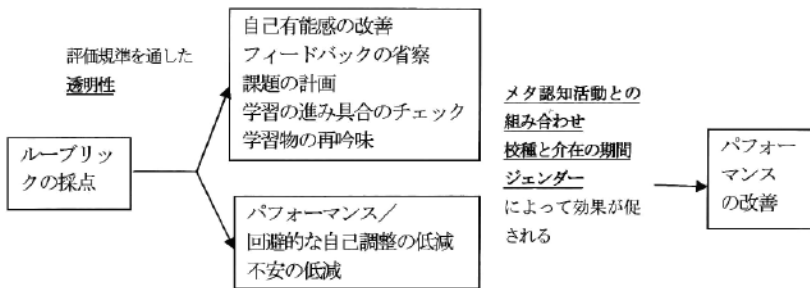 評価規準を通した
透明性
ルーブリッ
クの採点
自己有能感の改善
フィードバックの省察
課題の計画
学習の進み具合のチェック
学習物の再吟味
パフォーマンス／
回避的な自己調整の低減
不安の低減
メタ認知活動との
組み合わせ
校種と介在の期間
ジェンダー
によって効果が促
される
パフォー
マンス
の改善